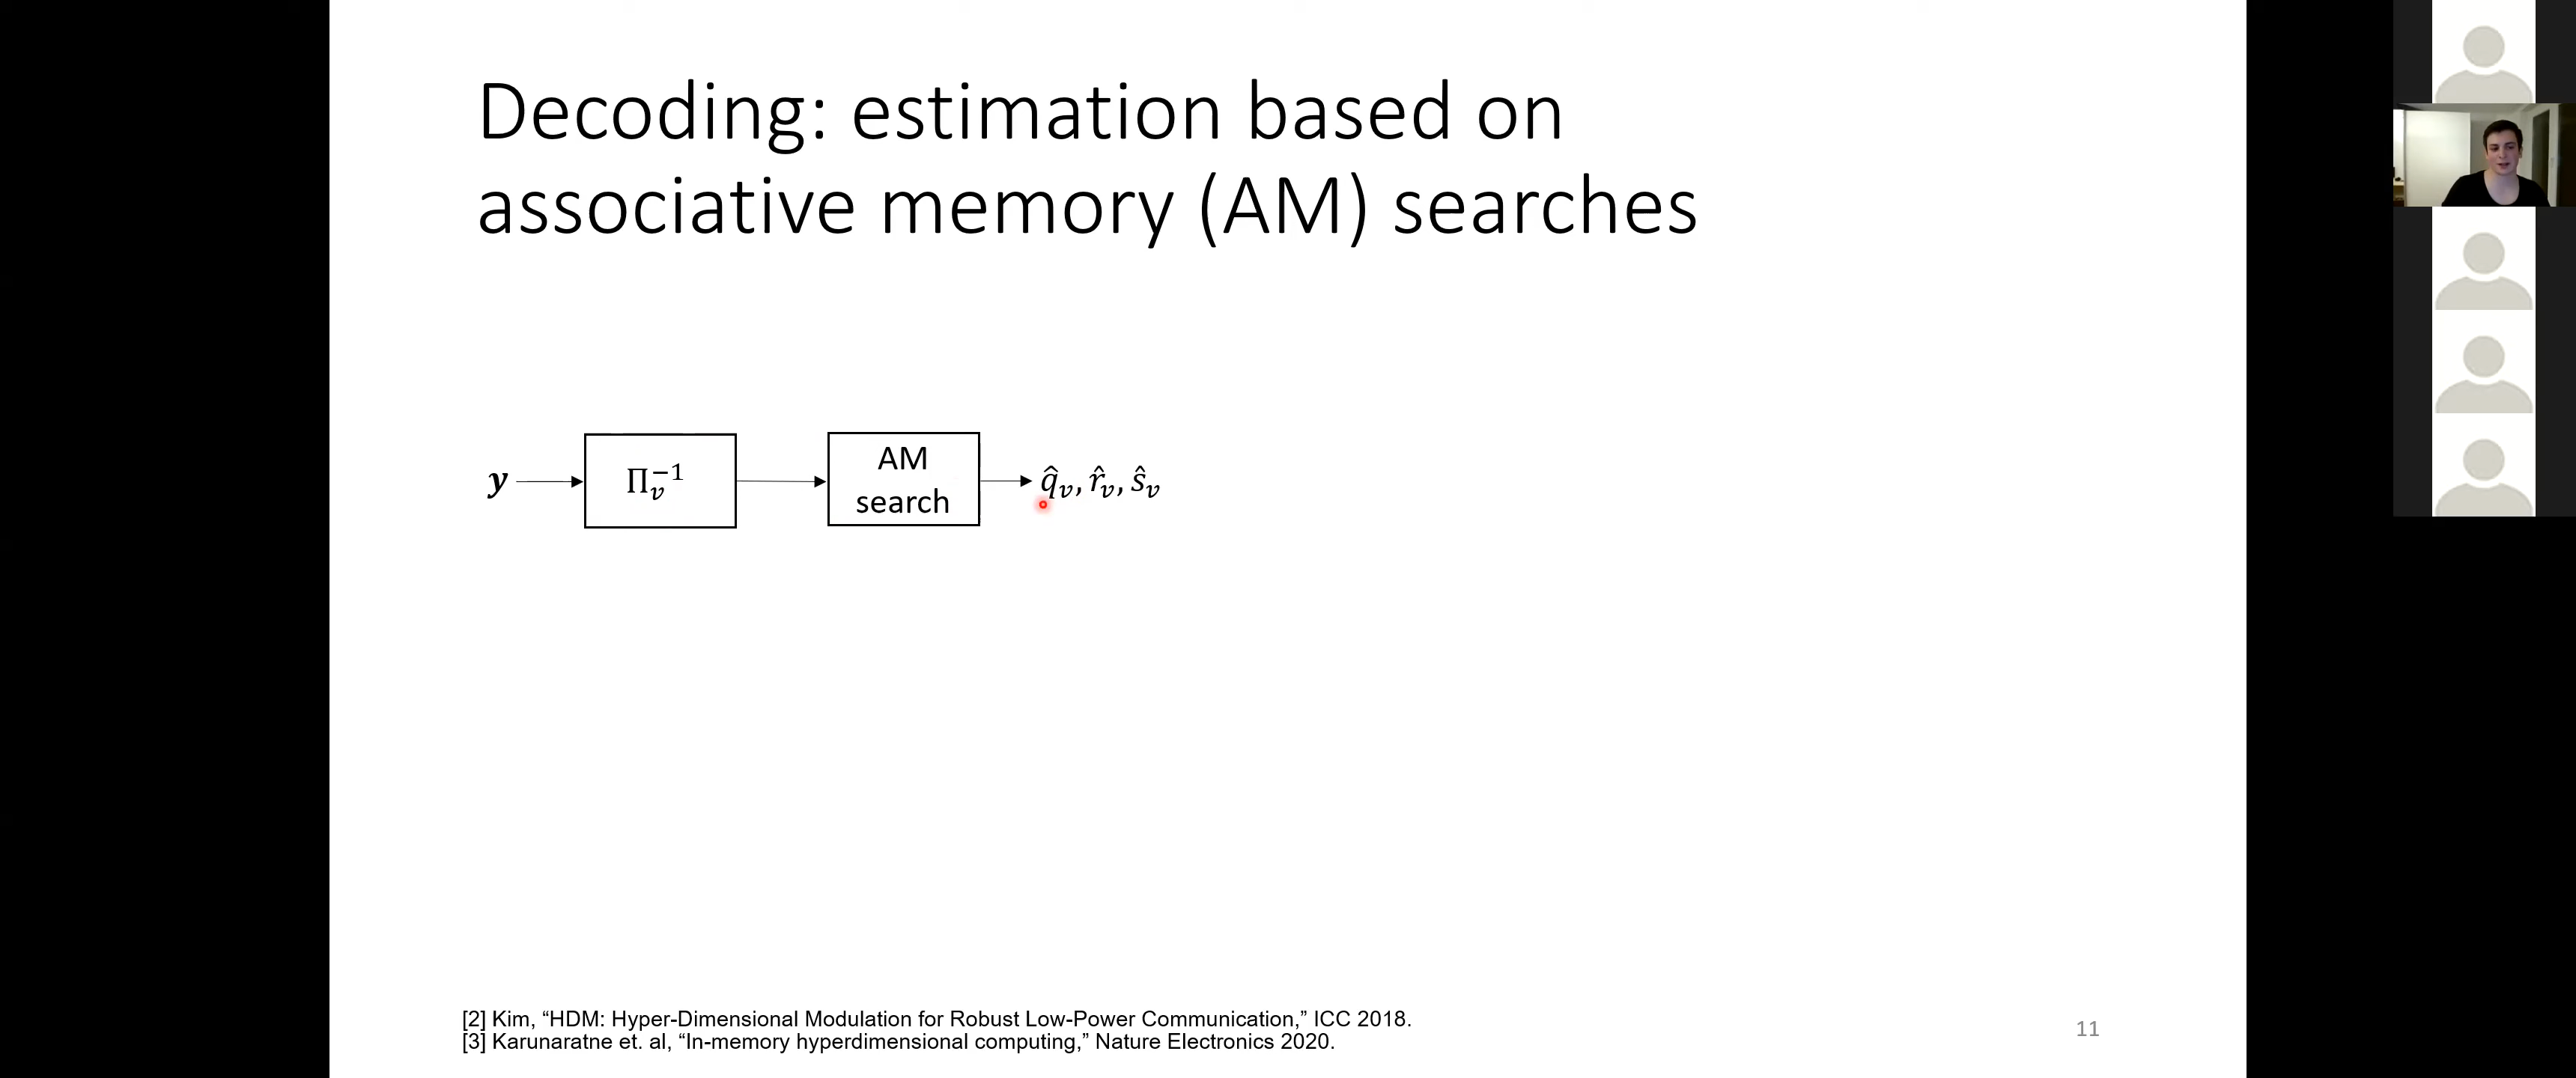 Decoding: estimation based on
associative memory (AM) searches
y
Π_v^{-1}
AM
search
q̂_v, r̂_v, ŝ_v
[2] Kim, “HDM: Hyper-Dimensional Modulation for Robust Low-Power Communication,” ICC 2018.
[3] Karunaratne et. al, “In-memory hyperdimensional computing,” Nature Electronics 2020.
11